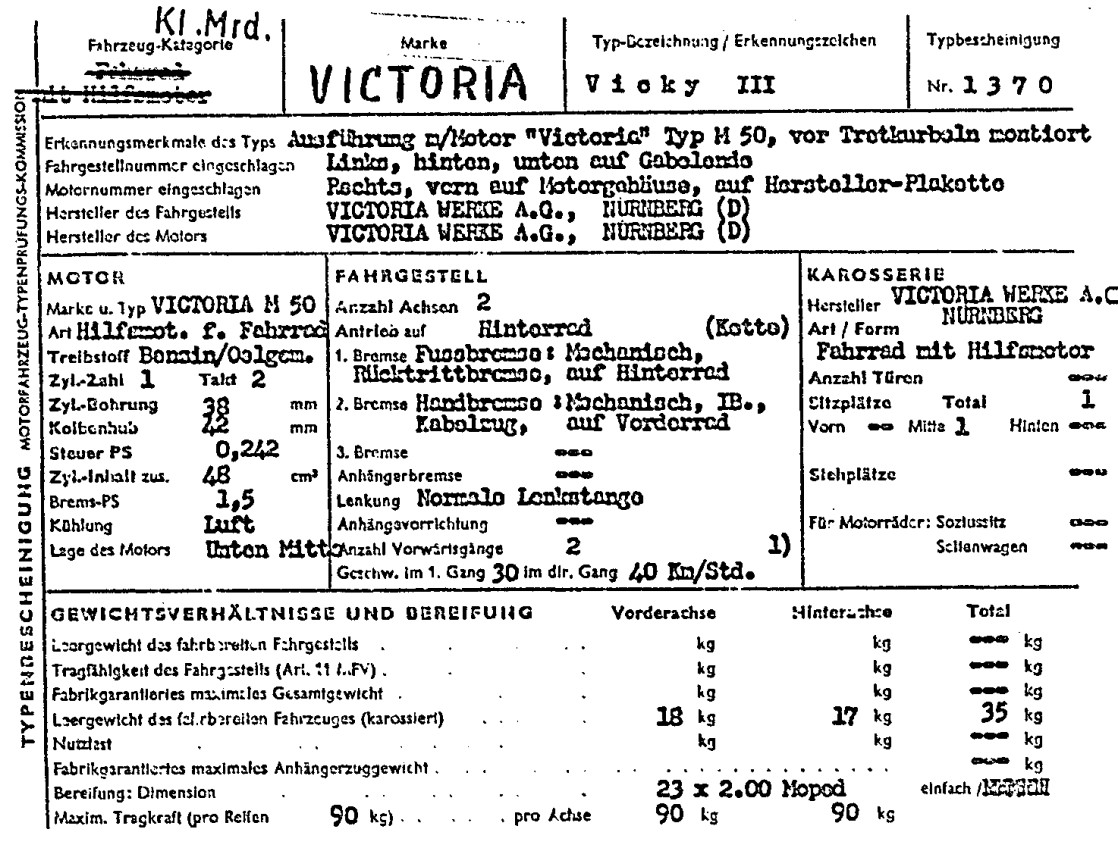 Kl.Mrd.
Fahrzeug-Kategorie Marke Typ-Bezeichnung / Erkennungszeichen Typbescheinigung
Fahrrad
mit Hilfsmotor
VICTORIA Vicky III Nr. 1370
Erkennungsmerkmale des Typs Ausführung m/Motor "Victoria" Typ M 50, vor Tretkurbeln montiert
Fahrgestellnummer eingeschlagen Links, hinten, unten auf Gabelende
Motornummer eingeschlagen Rechts, vorn auf Motorgehäuse, auf Hersteller-Plakette
Hersteller des Fahrgestells VICTORIA WERKE A.G., NÜRNBERG (D)
Hersteller des Motors VICTORIA WERKE A.G., NÜRNBERG (D)
TYPENBESCHEINIGUNG MOTORFAHRZEUG-TYPENPRÜFUNGS-KOMMISSION
MOTOR
Marke u. Typ VICTORIA M 50
Art Hilfsmot. f. Fahrrad
Treibstoff Benzin/Oelgem.
Zyl.-Zahl 1 Takt 2
Zyl.-Bohrung 38 mm
Kolbenhub 42 mm
Steuer PS 0,242
Zyl.-Inhalt zus. 48 cm³
Brems-PS 1,5
Kühlung Luft
Lage des Motors Unten Mitte
FAHRGESTELL
Anzahl Achsen 2
Antrieb auf Hinterrad (Kette)
1. Bremse Fussbremse: Mechanisch,
Rücktrittbremse, auf Hinterrad
2. Bremse Handbremse :Mechanisch, IB.,
Kabelzug, auf Vorderrad
3. Bremse ---
Anhängerbremse ---
Lenkung Normale Lenkstange
Anhängevorrichtung ---
Anzahl Vorwärtsgänge 2 1)
Geschw. im 1. Gang 30 im dir. Gang 40 Km/Std.
KAROSSERIE
Hersteller VICTORIA WERKE A.G
NÜRNBERG
Art / Form
Fahrrad mit Hilfsmotor
Anzahl Türen ---
Sitzplätze Total 1
Vorn -- Mitte 1 Hinten ---
Stehplätze ---
Für Motorräder: Soziussitz ---
Seitenwagen ---
GEWICHTSVERHÄLTNISSE UND BEREIFUNG Vorderachse Hinterachse Total
Leergewicht des fahrbereiten Fahrgestells . . . . kg kg --- kg
Tragfähigkeit des Fahrgestells (Art. 11 MFV) . . . . kg kg --- kg
Fabrikgarantiertes maximales Gesamtgewicht . . . . kg kg --- kg
Leergewicht des fahrbereiten Fahrzeuges (karossiert) . . . 18 kg 17 kg 35 kg
Nutzlast . . . . . . kg kg --- kg
Fabrikgarantiertes maximales Anhängerzuggewicht . . . . . . . . . . . . . . . --- kg
Bereifung: Dimension . . . . . 23 x 2.00 Moped einfach /
Maxim. Tragkraft (pro Reifen 90 kg) . . . . . pro Achse 90 kg 90 kg